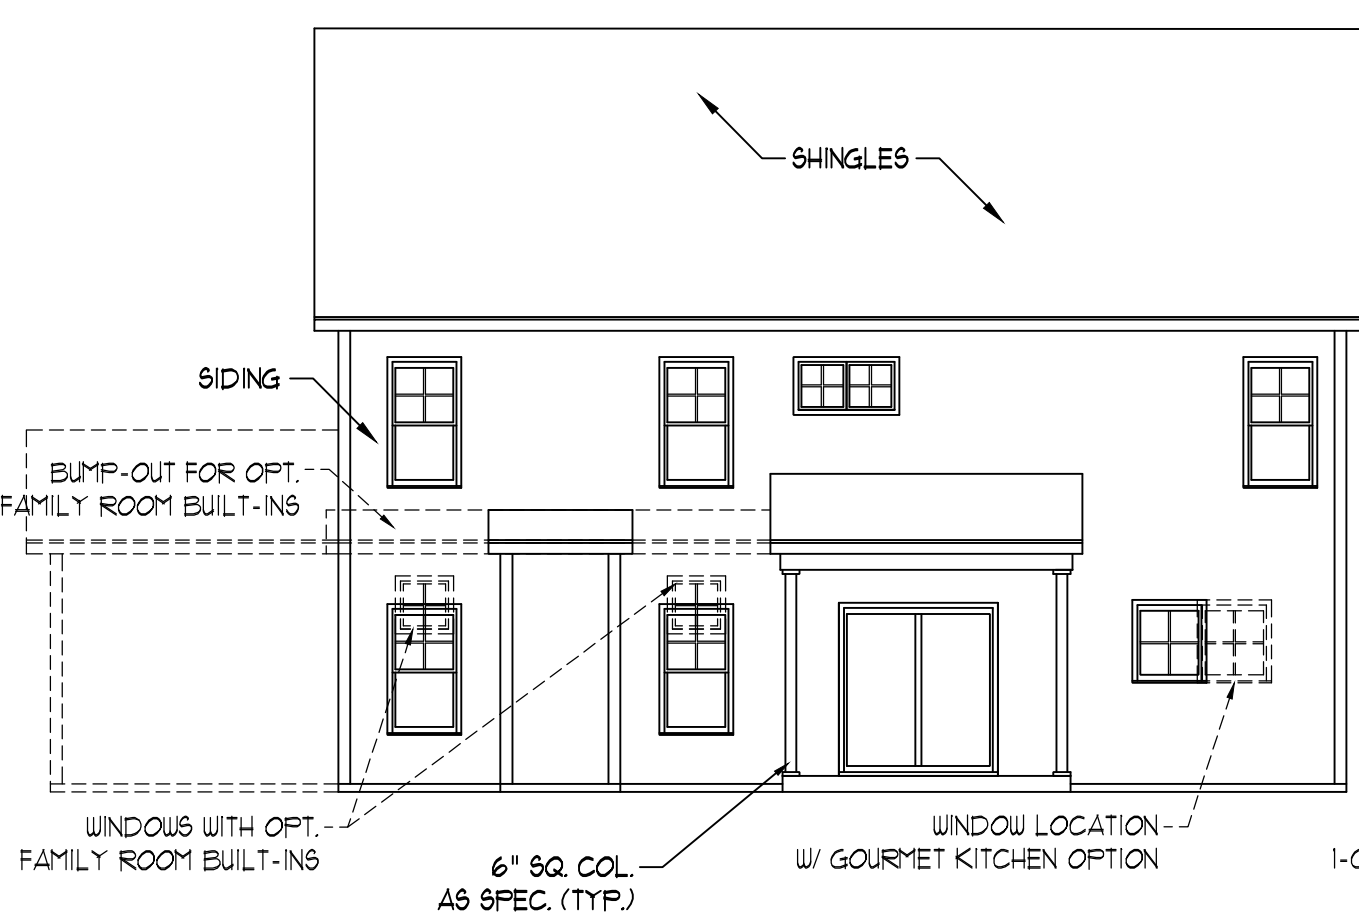 SHINGLES
SIDING
BUMP-OUT FOR OPT.
FAMILY ROOM BUILT-INS
WINDOWS WITH OPT.
FAMILY ROOM BUILT-INS
6" SQ. COL.
AS SPEC. (TYP.)
WINDOW LOCATION
W/ GOURMET KITCHEN OPTION